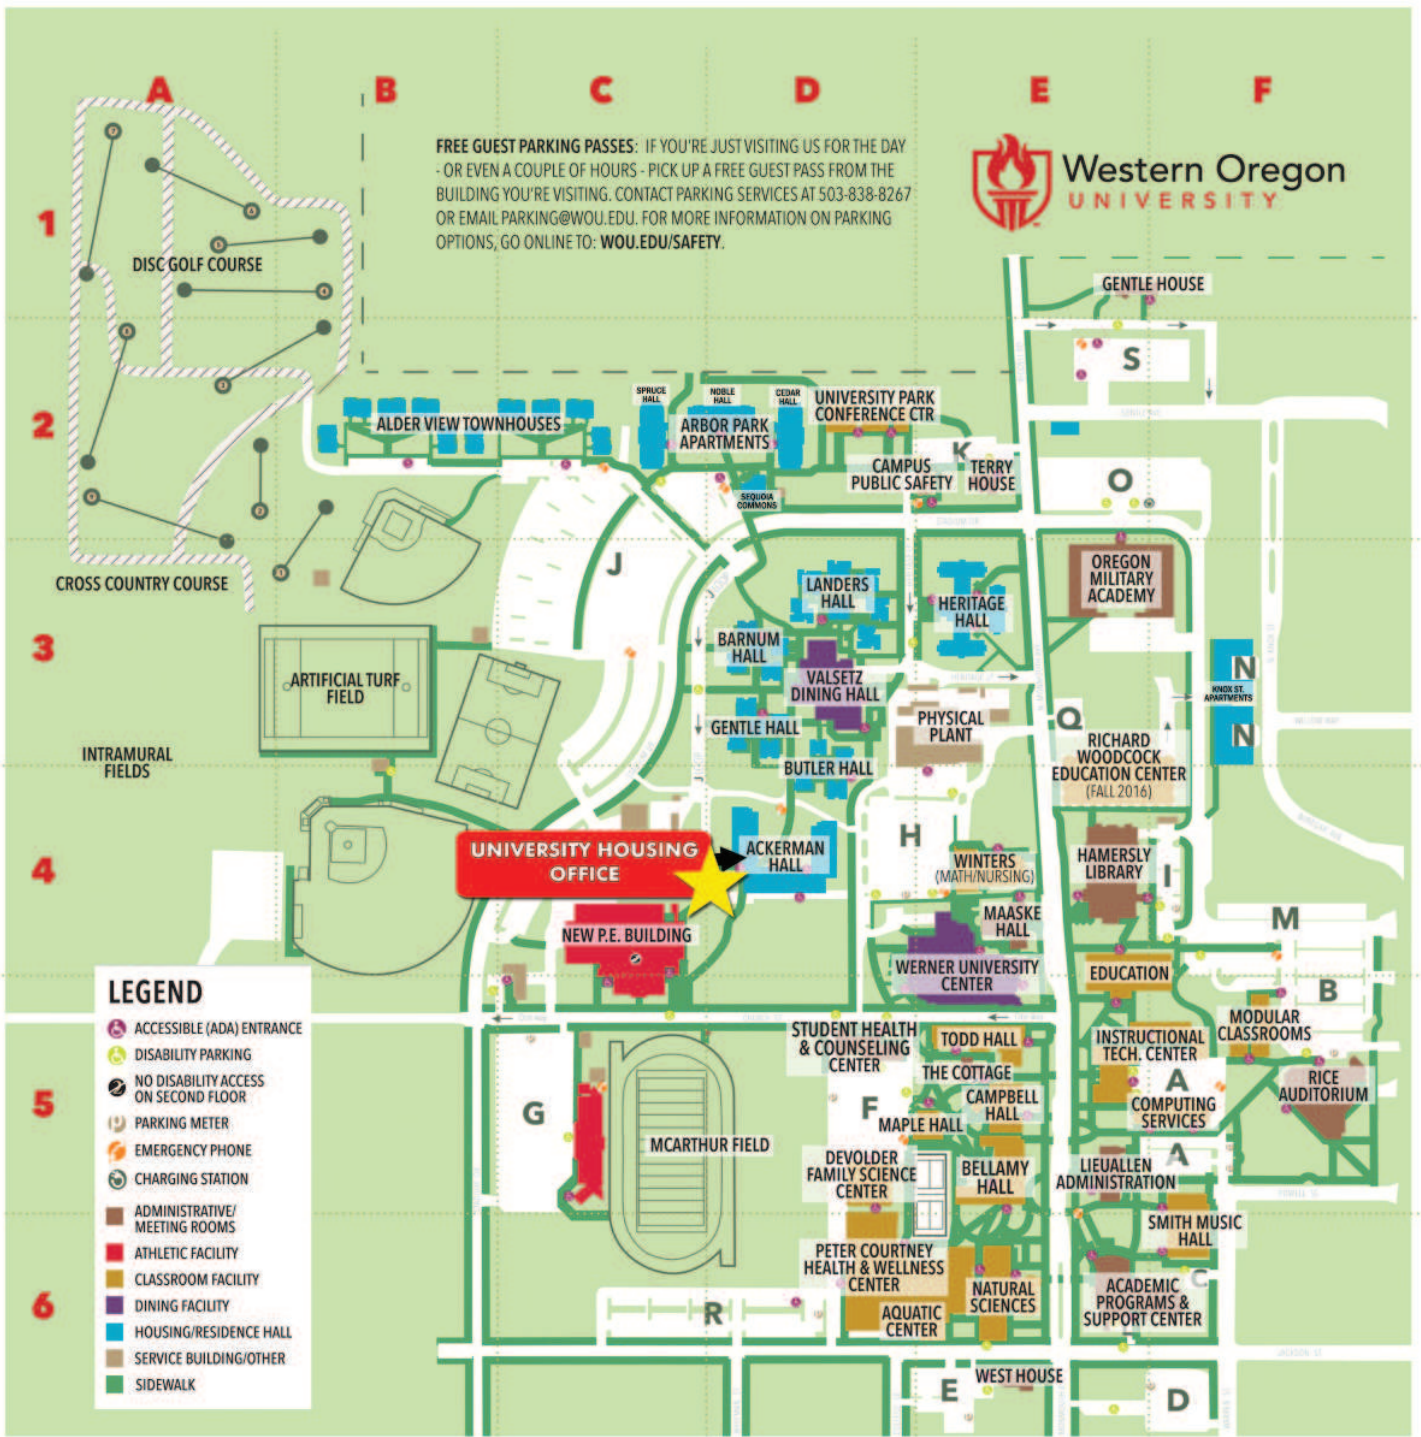 A
B
C
D
E
F
FREE GUEST PARKING PASSES: IF YOU'RE JUST VISITING US FOR THE DAY
- OR EVEN A COUPLE OF HOURS - PICK UP A FREE GUEST PASS FROM THE
BUILDING YOU'RE VISITING. CONTACT PARKING SERVICES AT 503-838-8267
OR EMAIL PARKING@WOU.EDU. FOR MORE INFORMATION ON PARKING
OPTIONS, GO ONLINE TO: WOU.EDU/SAFETY.
Western Oregon
UNIVERSITY
1
DISC GOLF COURSE
GENTLE HOUSE
S
2
SPRUCE
HALL
NOBLE
HALL
CEDAR
HALL
UNIVERSITY PARK
CONFERENCE CTR
ALDER VIEW TOWNHOUSES
ARBOR PARK
APARTMENTS
K
CAMPUS
PUBLIC SAFETY
TERRY
HOUSE
O
SEQUOIA
COMMONS
CROSS COUNTRY COURSE
J
LANDERS
HALL
HERITAGE
HALL
OREGON
MILITARY
ACADEMY
3
BARNUM
HALL
ARTIFICIAL TURF
FIELD
VALSETZ
DINING HALL
N
KNOX ST.
APARTMENTS
N
GENTLE HALL
PHYSICAL
PLANT
Q
INTRAMURAL
FIELDS
BUTLER HALL
RICHARD
WOODCOCK
EDUCATION CENTER
(FALL 2016)
4
UNIVERSITY HOUSING
OFFICE
ACKERMAN
HALL
H
WINTERS
(MATH/NURSING)
HAMERSLY
LIBRARY
I
MAASKE
HALL
M
NEW P.E. BUILDING
WERNER UNIVERSITY
CENTER
EDUCATION
B
MODULAR
CLASSROOMS
STUDENT HEALTH
& COUNSELING
CENTER
TODD HALL
INSTRUCTIONAL
TECH. CENTER
THE COTTAGE
5
G
F
CAMPBELL
HALL
MAPLE HALL
A
COMPUTING
SERVICES
RICE
AUDITORIUM
MCARTHUR FIELD
A
DEVOLDER
FAMILY SCIENCE
CENTER
BELLAMY
HALL
LIEUALLEN
ADMINISTRATION
SMITH MUSIC
HALL
6
PETER COURTNEY
HEALTH & WELLNESS
CENTER
C
R
AQUATIC
CENTER
NATURAL
SCIENCES
ACADEMIC
PROGRAMS &
SUPPORT CENTER
JACKSON ST
E
WEST HOUSE
D
LEGEND
ACCESSIBLE (ADA) ENTRANCE
DISABILITY PARKING
NO DISABILITY ACCESS
ON SECOND FLOOR
PARKING METER
EMERGENCY PHONE
CHARGING STATION
ADMINISTRATIVE/
MEETING ROOMS
ATHLETIC FACILITY
CLASSROOM FACILITY
DINING FACILITY
HOUSING/RESIDENCE HALL
SERVICE BUILDING/OTHER
SIDEWALK